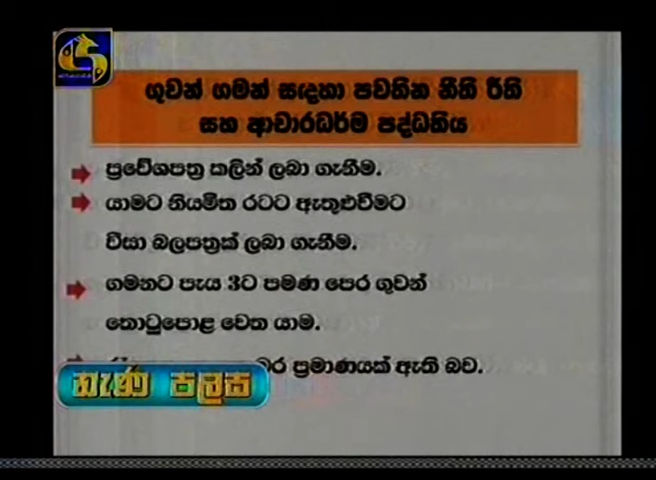 ගුවන් ගමන් සඳහා පවතින නීති රීති
සහ ආචාරධර්ම පද්ධතිය
ප්‍රවේශපත්‍ර කලින් ලබා ගැනීම.
යාමට නියමිත රටට ඇතුළුවීමට
වීසා බලපත්‍රක් ලබා ගැනීම.
ගමනට පැය 3ට පමණ පෙර ගුවන්
තොටුපොළ වෙත යාම.
ප්‍රමාණයක් ඇති බව.
නැණ පලස